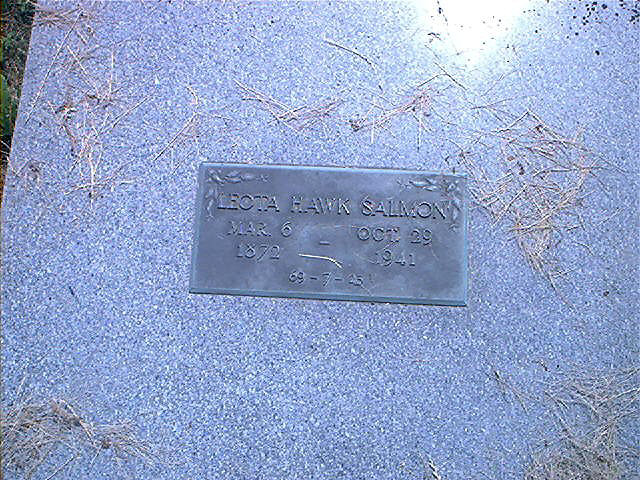 LEOTA HAWK SALMON
MAR. 6 – OCT. 29
1872 1941
69 - 7 - 23